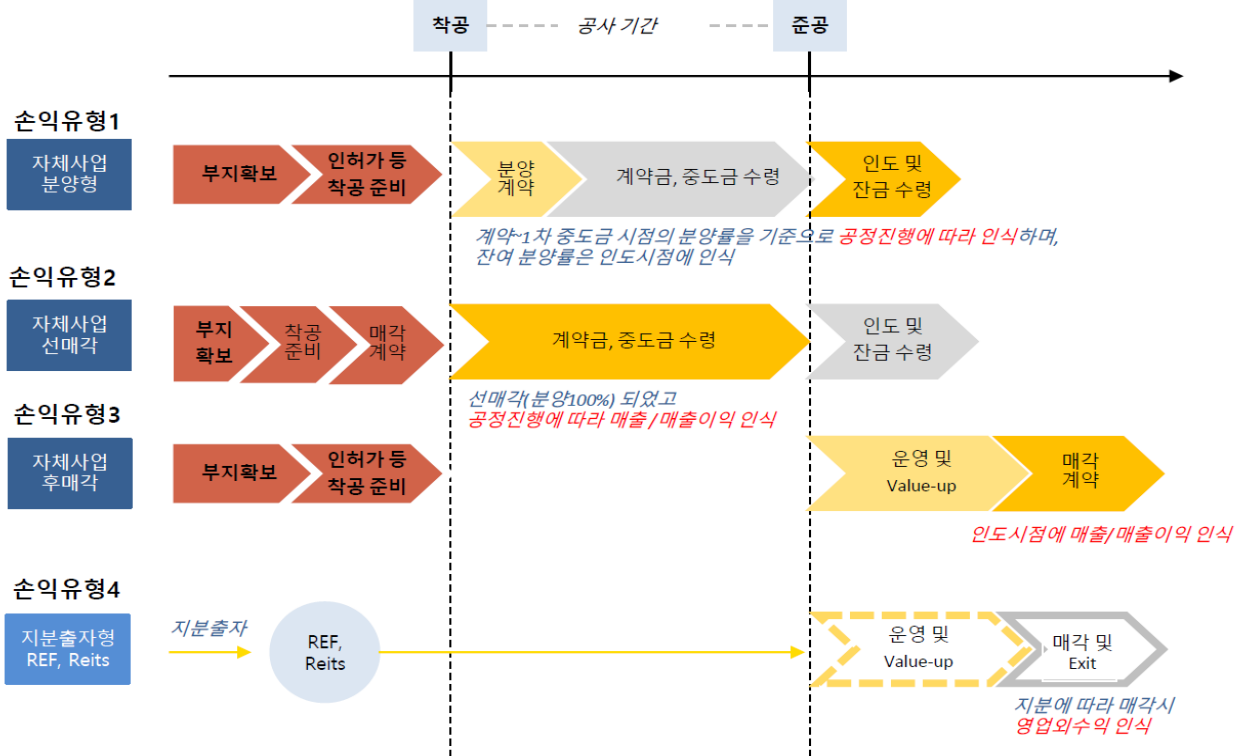 착공
공사 기간
준공
손익유형1
자체사업
분양형
부지확보
인허가 등
착공 준비
분양
계약
계약금, 중도금 수령
인도 및
잔금 수령
계약~1차 중도금 시점의 분양률을 기준으로 공정진행에 따라 인식하며,
잔여 분양률은 인도시점에 인식
손익유형2
자체사업
선매각
부지
확보
착공
준비
매각
계약
계약금, 중도금 수령
인도 및
잔금 수령
선매각(분양100%) 되었고
공정진행에 따라 매출/매출이익 인식
손익유형3
자체사업
후매각
부지확보
인허가 등
착공 준비
운영 및
Value-up
매각
계약
인도시점에 매출/매출이익 인식
손익유형4
지분출자형
REF, Reits
지분출자
REF,
Reits
운영 및
Value-up
매각 및
Exit
지분에 따라 매각시
영업외수익 인식